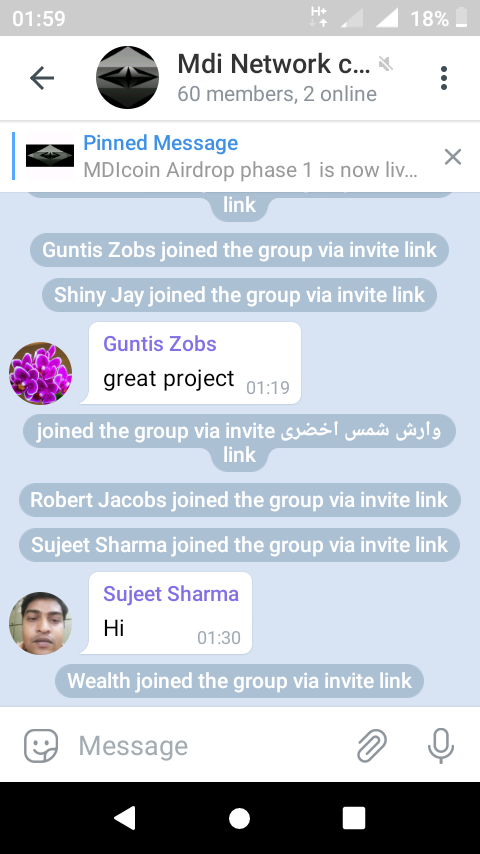 01:59
H+
18%
Mdi Network c...
60 members, 2 online
Pinned Message
MDIcoin Airdrop phase 1 is now liv...
link
Guntis Zobs joined the group via invite link
Shiny Jay joined the group via invite link
Guntis Zobs
great project 01:19
joined the group via invite وارش شمس اخضری
link
Robert Jacobs joined the group via invite link
Sujeet Sharma joined the group via invite link
Sujeet Sharma
Hi 01:30
Wealth joined the group via invite link
Message